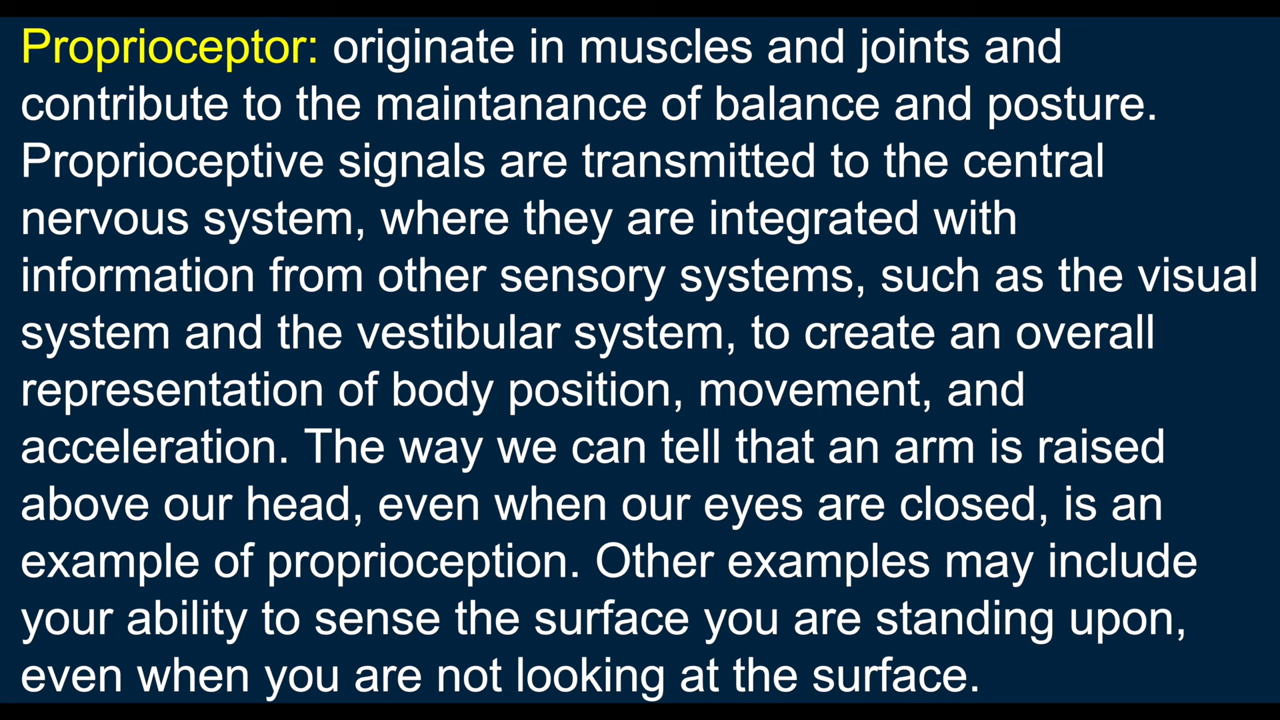 Proprioceptor: originate in muscles and joints and
contribute to the maintanance of balance and posture.
Proprioceptive signals are transmitted to the central
nervous system, where they are integrated with
information from other sensory systems, such as the visual
system and the vestibular system, to create an overall
representation of body position, movement, and
acceleration. The way we can tell that an arm is raised
above our head, even when our eyes are closed, is an
example of proprioception. Other examples may include
your ability to sense the surface you are standing upon,
even when you are not looking at the surface.